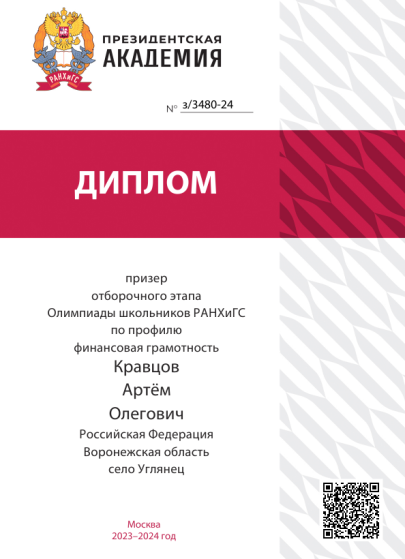 ПРЕЗИДЕНТСКАЯ
АКАДЕМИЯ
РАНХиГС
№ з/3480-24
ДИПЛОМ
призер
отборочного этапа
Олимпиады школьников РАНХиГС
по профилю
финансовая грамотность
Кравцов
Артём
Олегович
Российская Федерация
Воронежская область
село Углянец
Москва
2023–2024 год